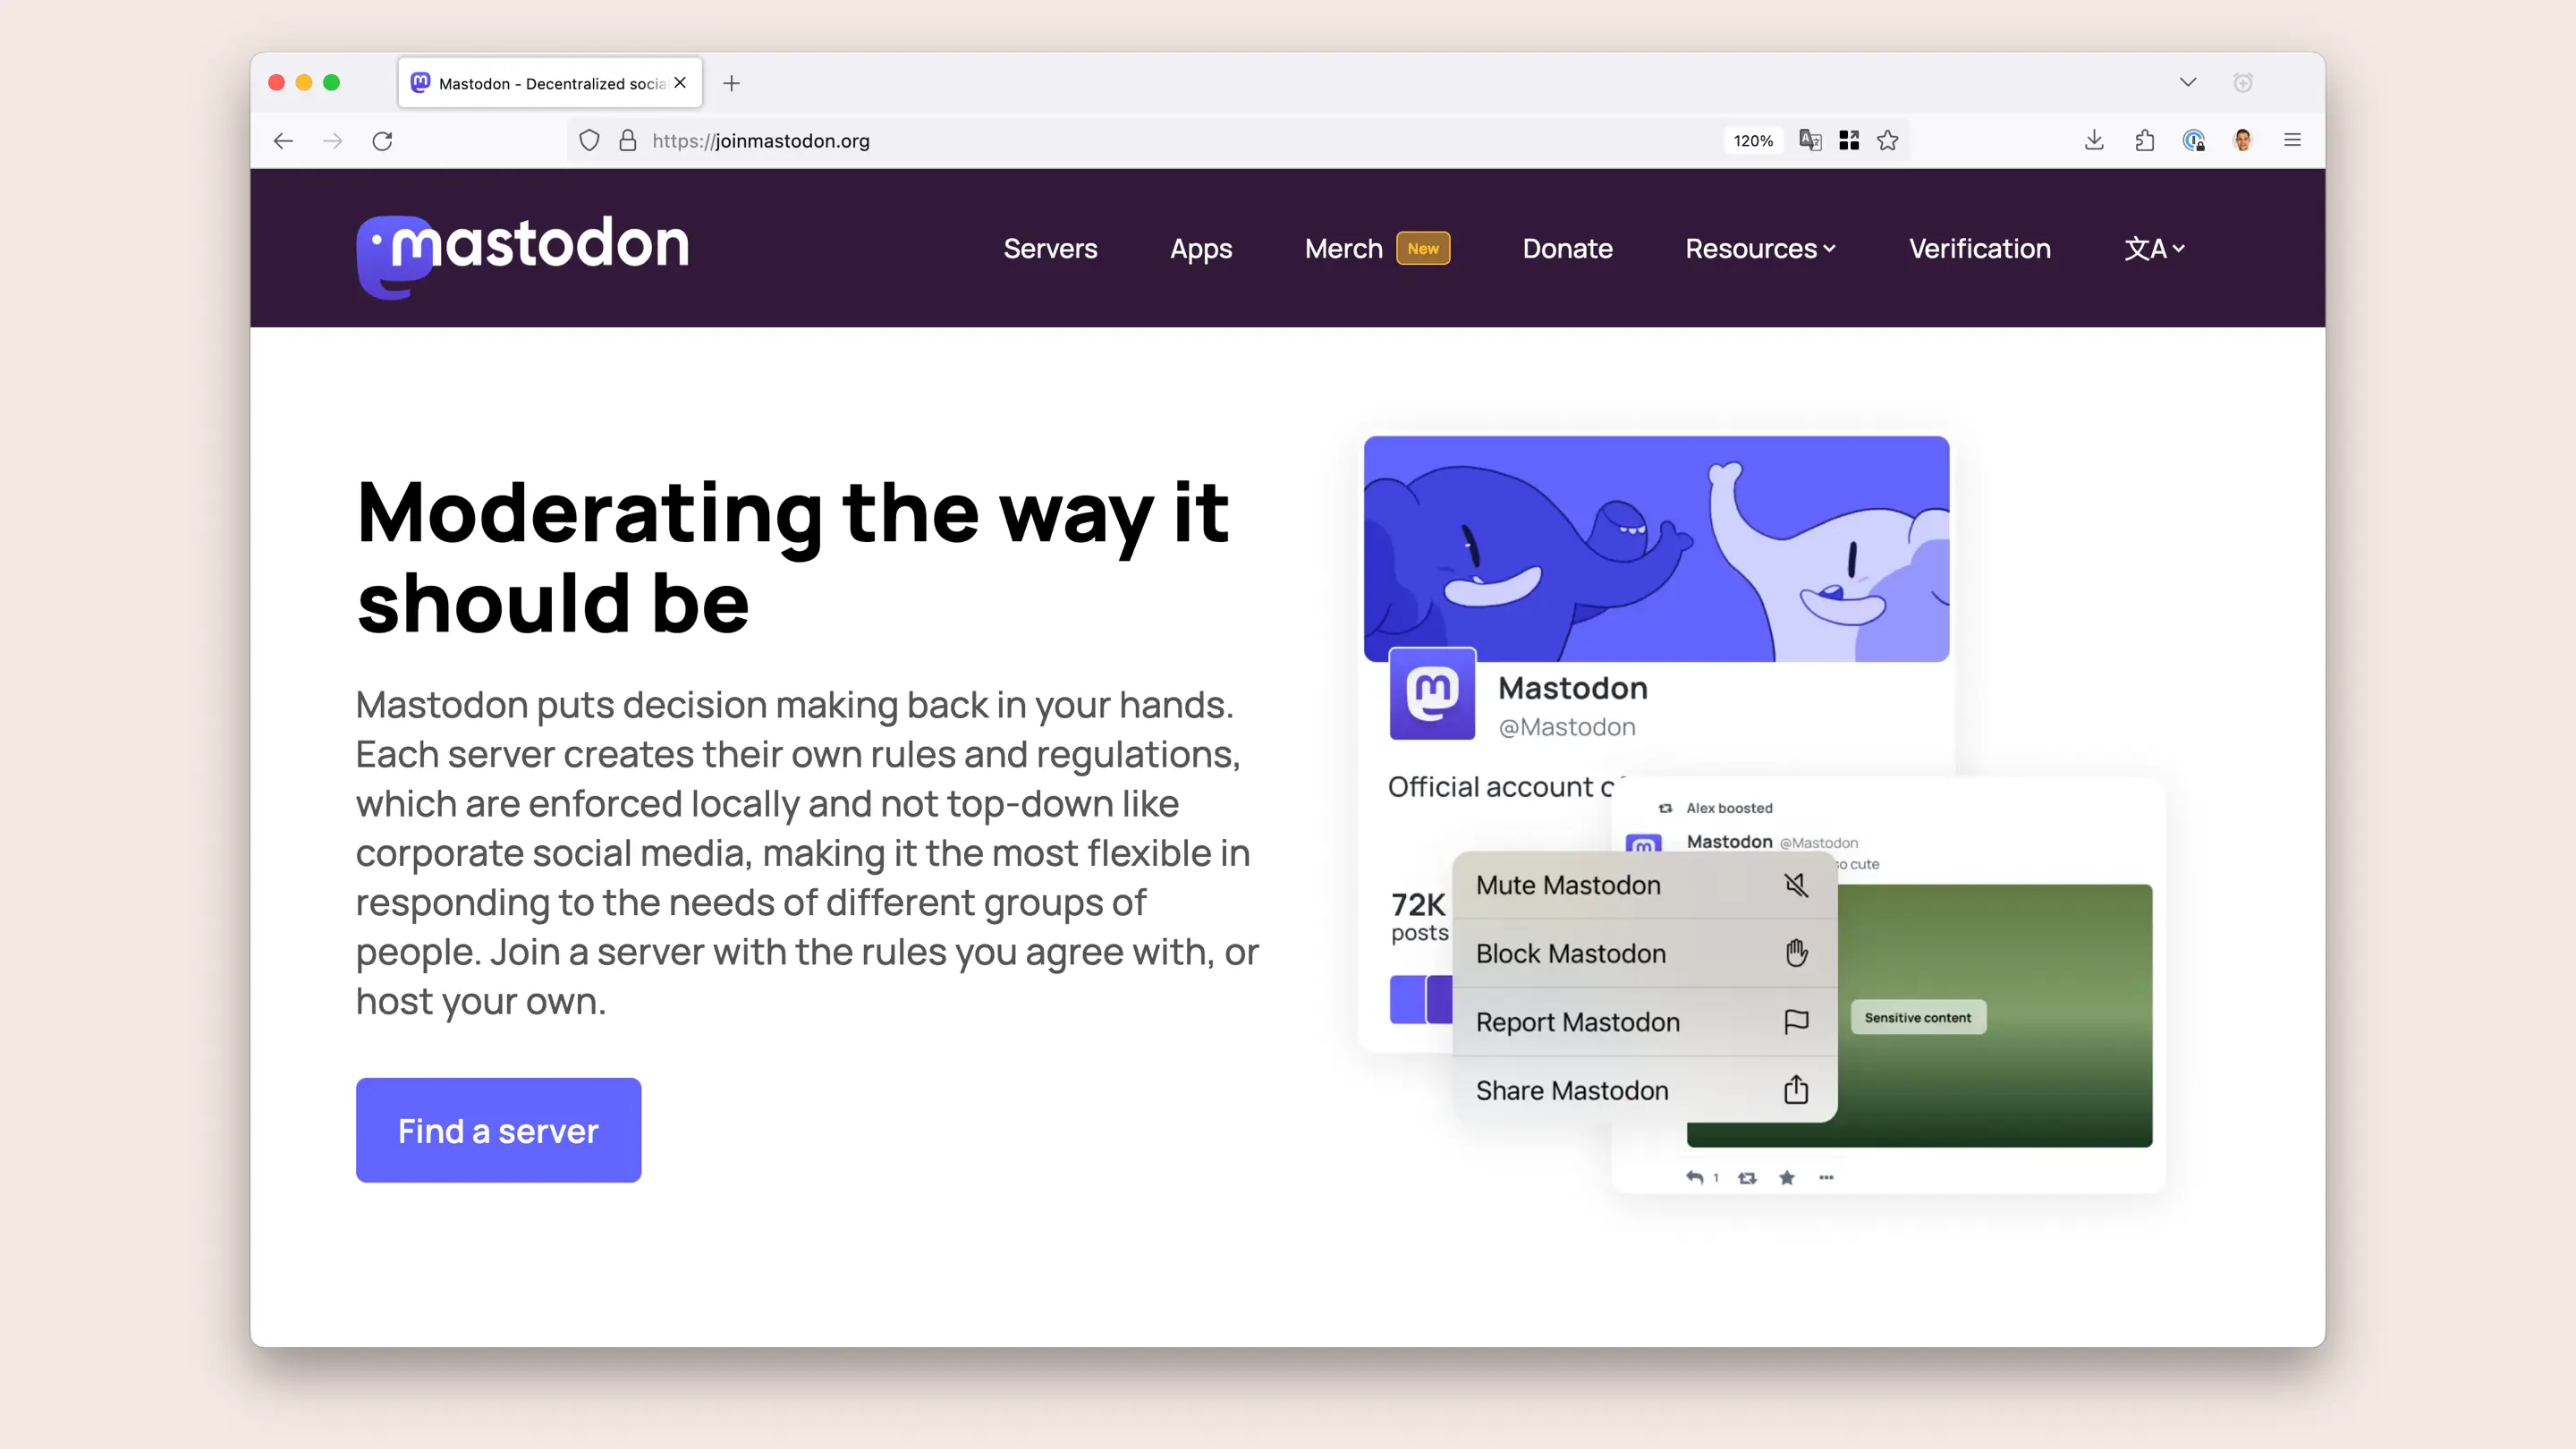 Mastodon - Decentralized socia
https://joinmastodon.org
120%
mastodon
Servers
Apps
Merch
New
Donate
Resources
Verification
文A
Moderating the way it
should be
Mastodon puts decision making back in your hands.
Each server creates their own rules and regulations,
which are enforced locally and not top-down like
corporate social media, making it the most flexible in
responding to the needs of different groups of
people. Join a server with the rules you agree with, or
host your own.
Find a server
Mastodon
@Mastodon
Official account
Alex boosted
Mastodon @Mastodon
so cute
72K
posts
Mute Mastodon
Block Mastodon
Report Mastodon
Share Mastodon
Sensitive content
1